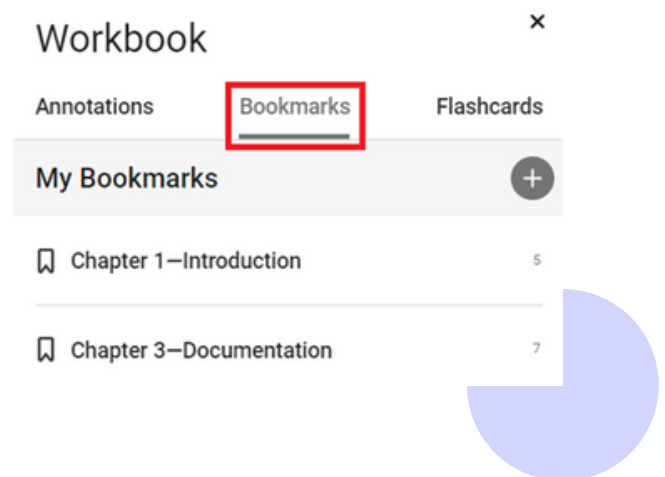 Workbook
Annotations Bookmarks Flashcards
My Bookmarks
Chapter 1—Introduction 5
Chapter 3—Documentation 7